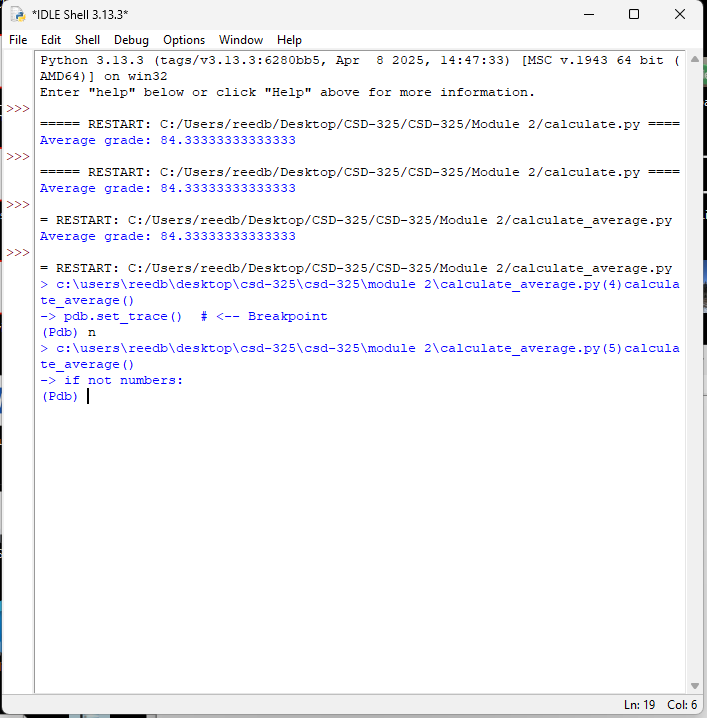 *IDLE Shell 3.13.3*
File Edit Shell Debug Options Window Help
Python 3.13.3 (tags/v3.13.3:6280bb5, Apr  8 2025, 14:47:33) [MSC v.1943 64 bit (
AMD64)] on win32
Enter "help" below or click "Help" above for more information.
>>>
===== RESTART: C:/Users/reedb/Desktop/CSD-325/CSD-325/Module 2/calculate.py ====
Average grade: 84.33333333333333
>>>
===== RESTART: C:/Users/reedb/Desktop/CSD-325/CSD-325/Module 2/calculate.py ====
Average grade: 84.33333333333333
>>>
= RESTART: C:/Users/reedb/Desktop/CSD-325/CSD-325/Module 2/calculate_average.py
Average grade: 84.33333333333333
>>>
= RESTART: C:/Users/reedb/Desktop/CSD-325/CSD-325/Module 2/calculate_average.py
> c:\users\reedb\desktop\csd-325\csd-325\module 2\calculate_average.py(4)calcula
te_average()
-> pdb.set_trace()  # <-- Breakpoint
(Pdb) n
> c:\users\reedb\desktop\csd-325\csd-325\module 2\calculate_average.py(5)calcula
te_average()
-> if not numbers:
(Pdb)
Ln: 19 Col: 6